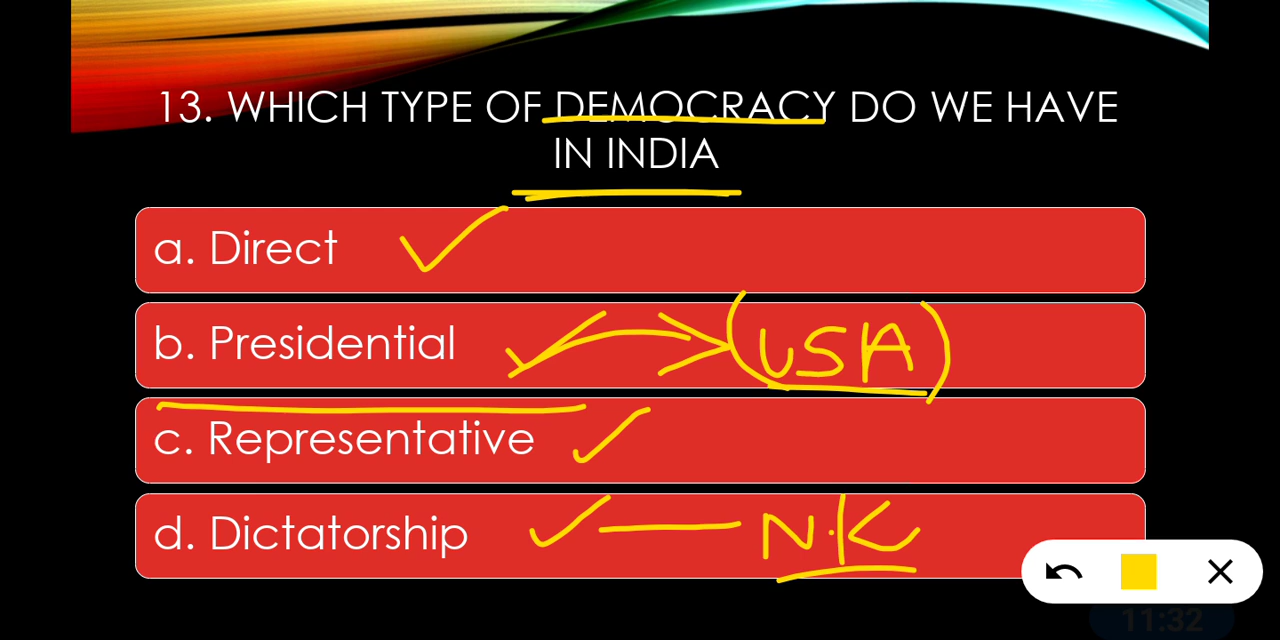 13. WHICH TYPE OF DEMOCRACY DO WE HAVE
IN INDIA
a. Direct
b. Presidential (USA)
c. Representative
d. Dictatorship — N.K
11:32